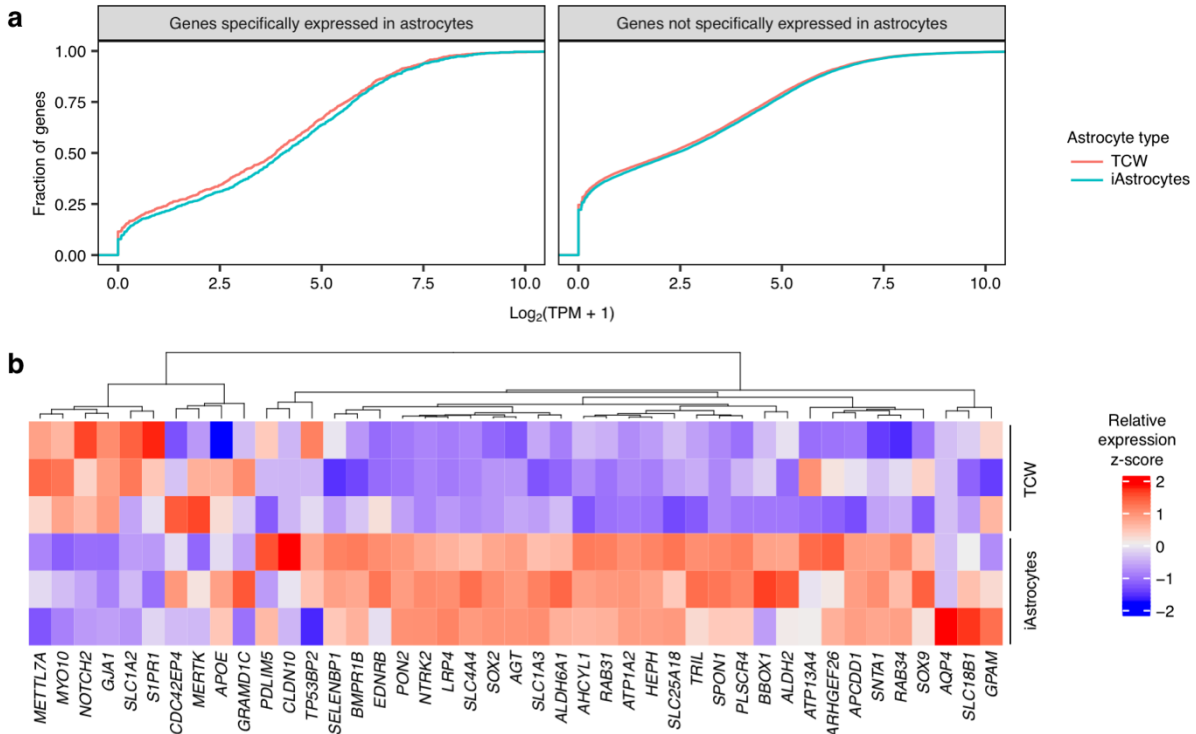 a
Genes specifically expressed in astrocytes
Genes not specifically expressed in astrocytes
1.00
0.75
0.50
0.25
0.00
Fraction of genes
0.0 2.5 5.0 7.5 10.0
0.0 2.5 5.0 7.5 10.0
Log2(TPM + 1)
Astrocyte type
TCW
iAstrocytes
b
TCW
iAstrocytes
Relative
expression
z-score
2
1
0
−1
−2
METTL7A
MYO10
NOTCH2
GJA1
SLC1A2
S1PR1
CDC42EP4
MERTK
APOE
GRAMD1C
PDLIM5
CLDN10
TP53BP2
SELENBP1
BMPR1B
EDNRB
PON2
NTRK2
LRP4
SLC4A4
SOX2
AGT
SLC1A3
ALDH6A1
AHCYL1
RAB31
ATP1A2
HEPH
SLC25A18
TRIL
SPON1
PLSCR4
BBOX1
ALDH2
ATP13A4
ARHGEF26
APCDD1
SNTA1
RAB34
SOX9
AQP4
SLC18B1
GPAM